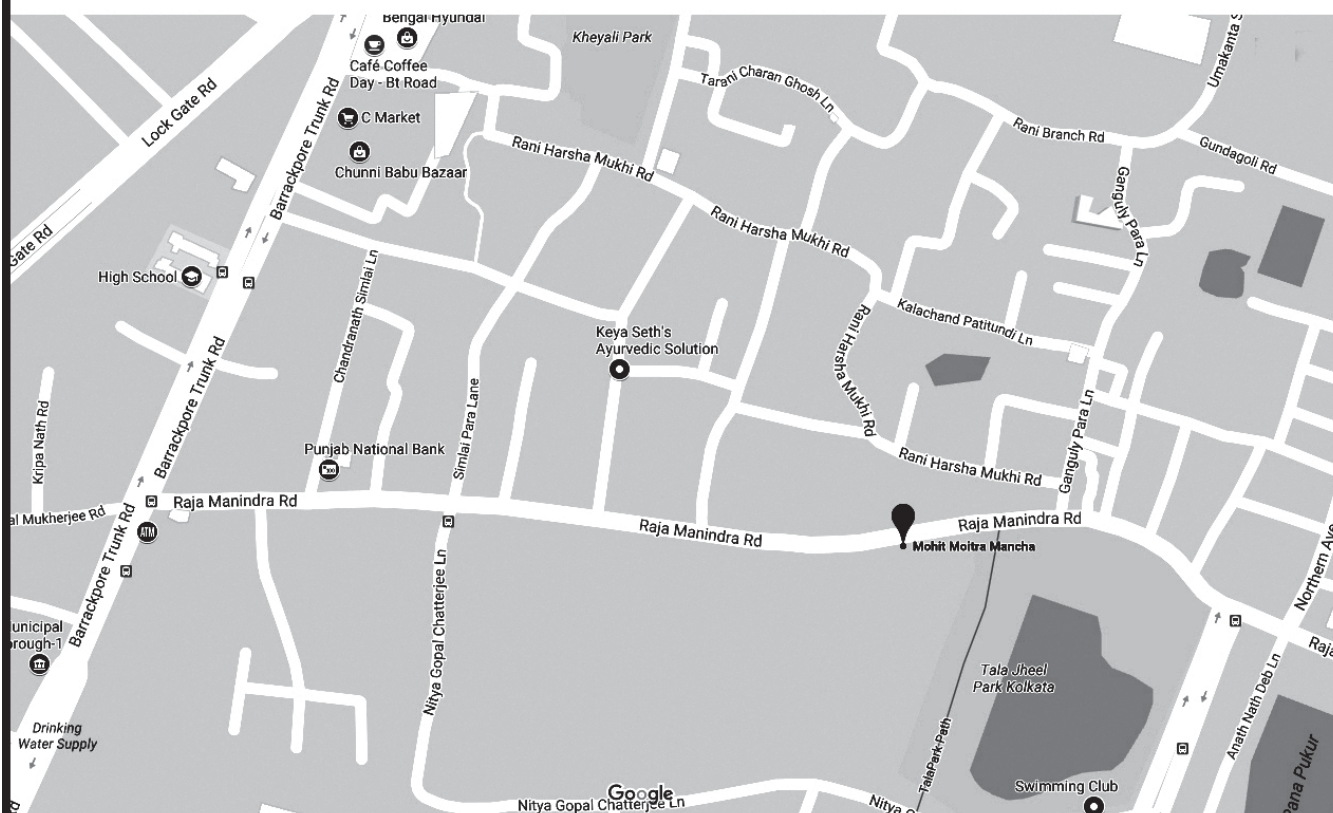 Bengal Hyundai
Kheyali Park
Café Coffee
Day - Bt Road
Tarani Charan Ghosh Ln
Umakanta S
Lock Gate Rd
Barrackpore Trunk Rd
C Market
Chunni Babu Bazaar
Rani Harsha Mukhi Rd
Rani Branch Rd
Gundagoli Rd
Ganguly Para Ln
Gate Rd
High School
Rani Harsha Mukhi Rd
Chandranath Simlai Ln
Keya Seth's
Ayurvedic Solution
Kalachand Patitundi Ln
Rani Harsha Mukhi Rd
Barrackpore Trunk Rd
Kripa Nath Rd
Simlai Para Lane
Punjab National Bank
Ganguly Para Ln
Rani Harsha Mukhi Rd
al Mukherjee Rd
Raja Manindra Rd
Raja Manindra Rd
Raja Manindra Rd
ATM
Mohit Moitra Mancha
Barrackpore Trunk Rd
Northern Ave
Nitya Gopal Chatterjee Ln
unicipal
rough-1
Raja
Tala Jheel
Park Kolkata
Anath Nath Deb Ln
Drinking
Water Supply
TalaPark-Path
pana Pukur
Swimming Club
Google
Nitya Gopal Chatterjee Ln
Nitya G
Rd